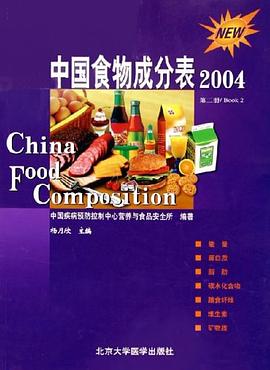 NEW
中国食物成分表 2004
第二册/Book 2
China
Food
Composition
中国疾病预防控制中心营养与食品安全所 编著
杨月欣 主编
能量
蛋白质
脂肪
碳水化合物
膳食纤维
维生素
矿物质
北京大学医学出版社